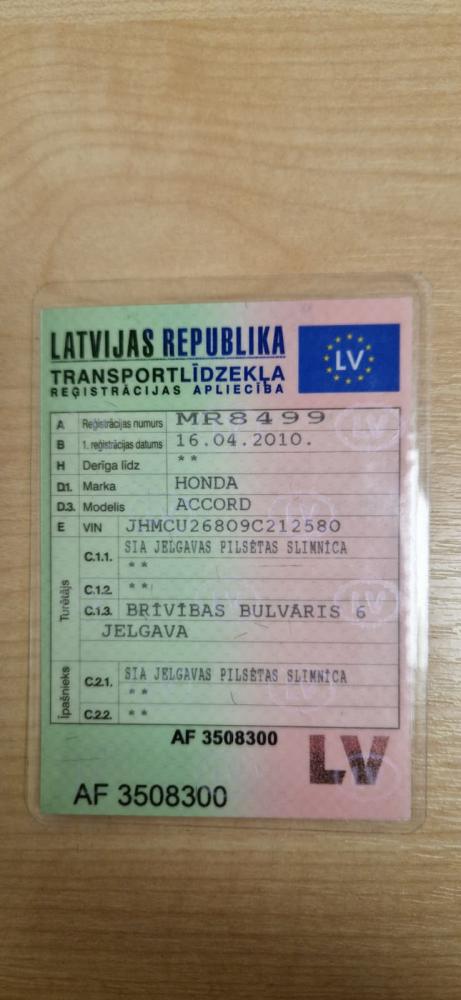 LATVIJAS REPUBLIKA
LV
TRANSPORTLĪDZEKĻA
REĢISTRĀCIJAS APLIECĪBA
A Reģistrācijas numurs MR8499
B 1. reģistrācijas datums 16.04.2010.
H Derīga līdz **
D.1. Marka HONDA
D.3. Modelis ACCORD
E VIN JHMCU26809C212580
Turētājs
C.1.1. SIA JELGAVAS PILSĒTAS SLIMNĪCA
**
C.1.2. **
C.1.3. BRĪVĪBAS BULVĀRIS 6
JELGAVA
Īpašnieks
C.2.1. SIA JELGAVAS PILSĒTAS SLIMNĪCA
**
C.2.2. **
AF 3508300
LV
AF 3508300